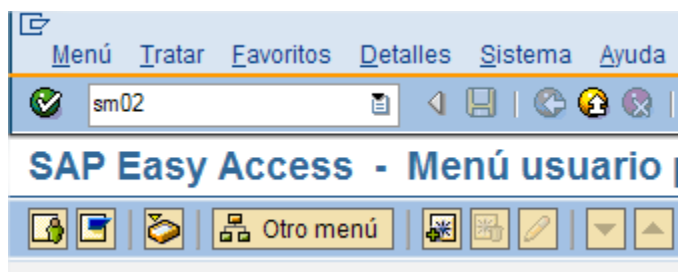 Menú Tratar Favoritos Detalles Sistema Ayuda
sm02
SAP Easy Access - Menú usuario
Otro menú